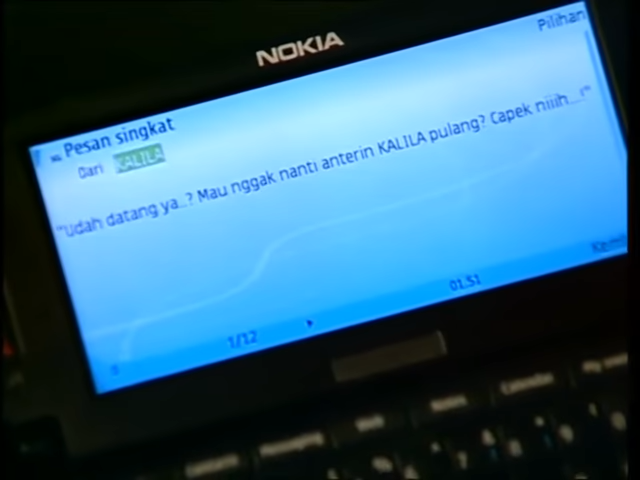 NOKIA
Pilihan
Pesan singkat
Dari KALILA
"Udah datang ya..? Mau nggak nanti anterin KALILA pulang? Capek niiih...!"
1/12
01.51